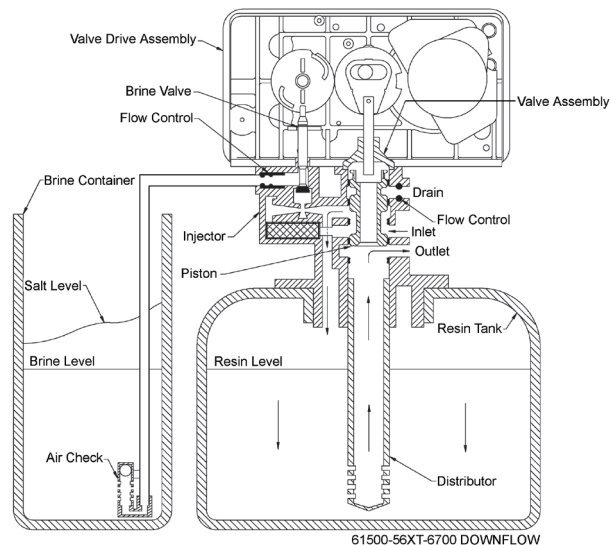 Valve Drive Assembly
Brine Valve
Flow Control
Valve Assembly
Brine Container
Drain
Flow Control
Injector
Inlet
Outlet
Piston
Salt Level
Resin Tank
Brine Level
Resin Level
Air Check
Distributor
61500-56XT-6700 DOWNFLOW